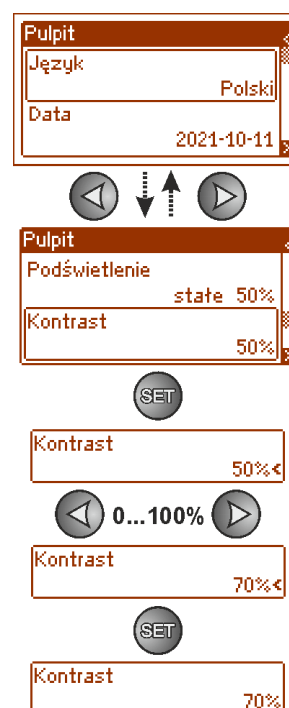 Pulpit
Język
Polski
Data
2021-10-11
Pulpit
Podświetlenie
stałe 50%
Kontrast
50%
SET
Kontrast
50%<
0...100%
Kontrast
70%<
SET
Kontrast
70%